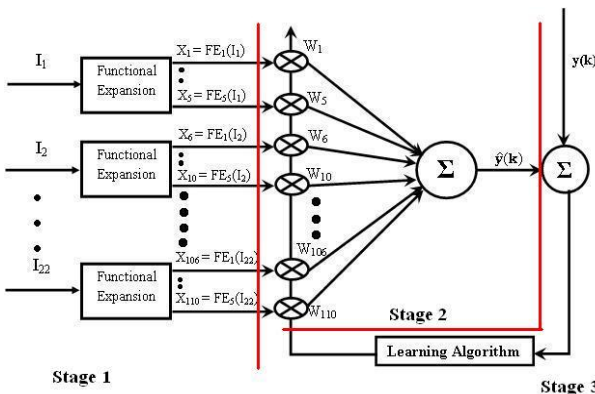 I1
Functional
Expansion
X1 = FE1(I1)
X5 = FE5(I1)
W1
W5
y(k)
I2
Functional
Expansion
X6 = FE1(I2)
X10 = FE5(I2)
W6
W10
Σ
ŷ(k)
Σ
I22
Functional
Expansion
X106 = FE1(I22)
X110 = FE5(I22)
W106
W110
Stage 2
Learning Algorithm
Stage 1
Stage 3